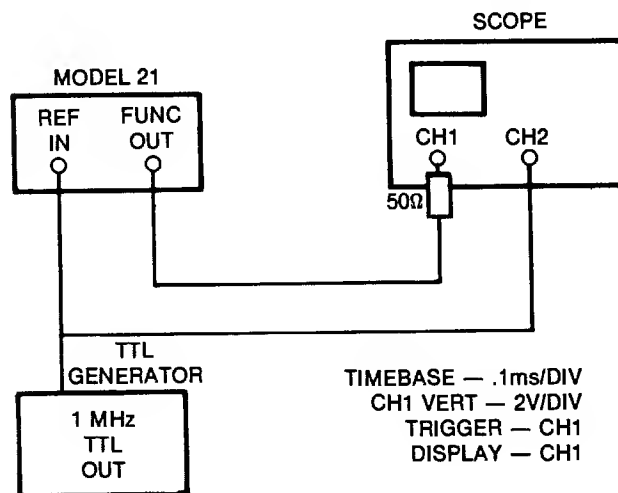 SCOPE
MODEL 21
REF
IN
FUNC
OUT
CH1
CH2
50Ω
TTL
GENERATOR
1 MHz
TTL
OUT
TIMEBASE — .1ms/DIV
CH1 VERT — 2V/DIV
TRIGGER — CH1
DISPLAY — CH1